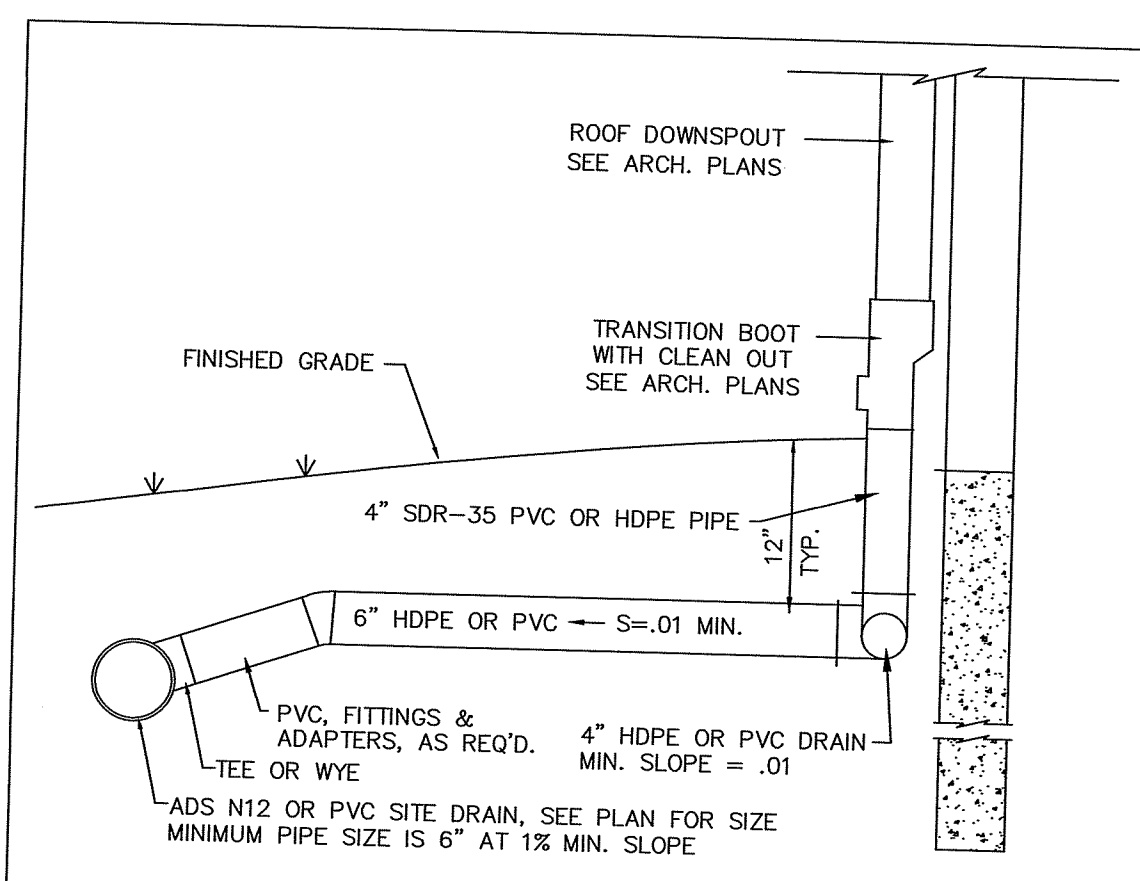 ROOF DOWNSPOUT
SEE ARCH. PLANS
TRANSITION BOOT
WITH CLEAN OUT
SEE ARCH. PLANS
FINISHED GRADE
4" SDR-35 PVC OR HDPE PIPE
12"
TYP.
6" HDPE OR PVC S=.01 MIN.
PVC, FITTINGS &
ADAPTERS, AS REQ'D.
4" HDPE OR PVC DRAIN
MIN. SLOPE = .01
TEE OR WYE
ADS N12 OR PVC SITE DRAIN, SEE PLAN FOR SIZE
MINIMUM PIPE SIZE IS 6" AT 1% MIN. SLOPE